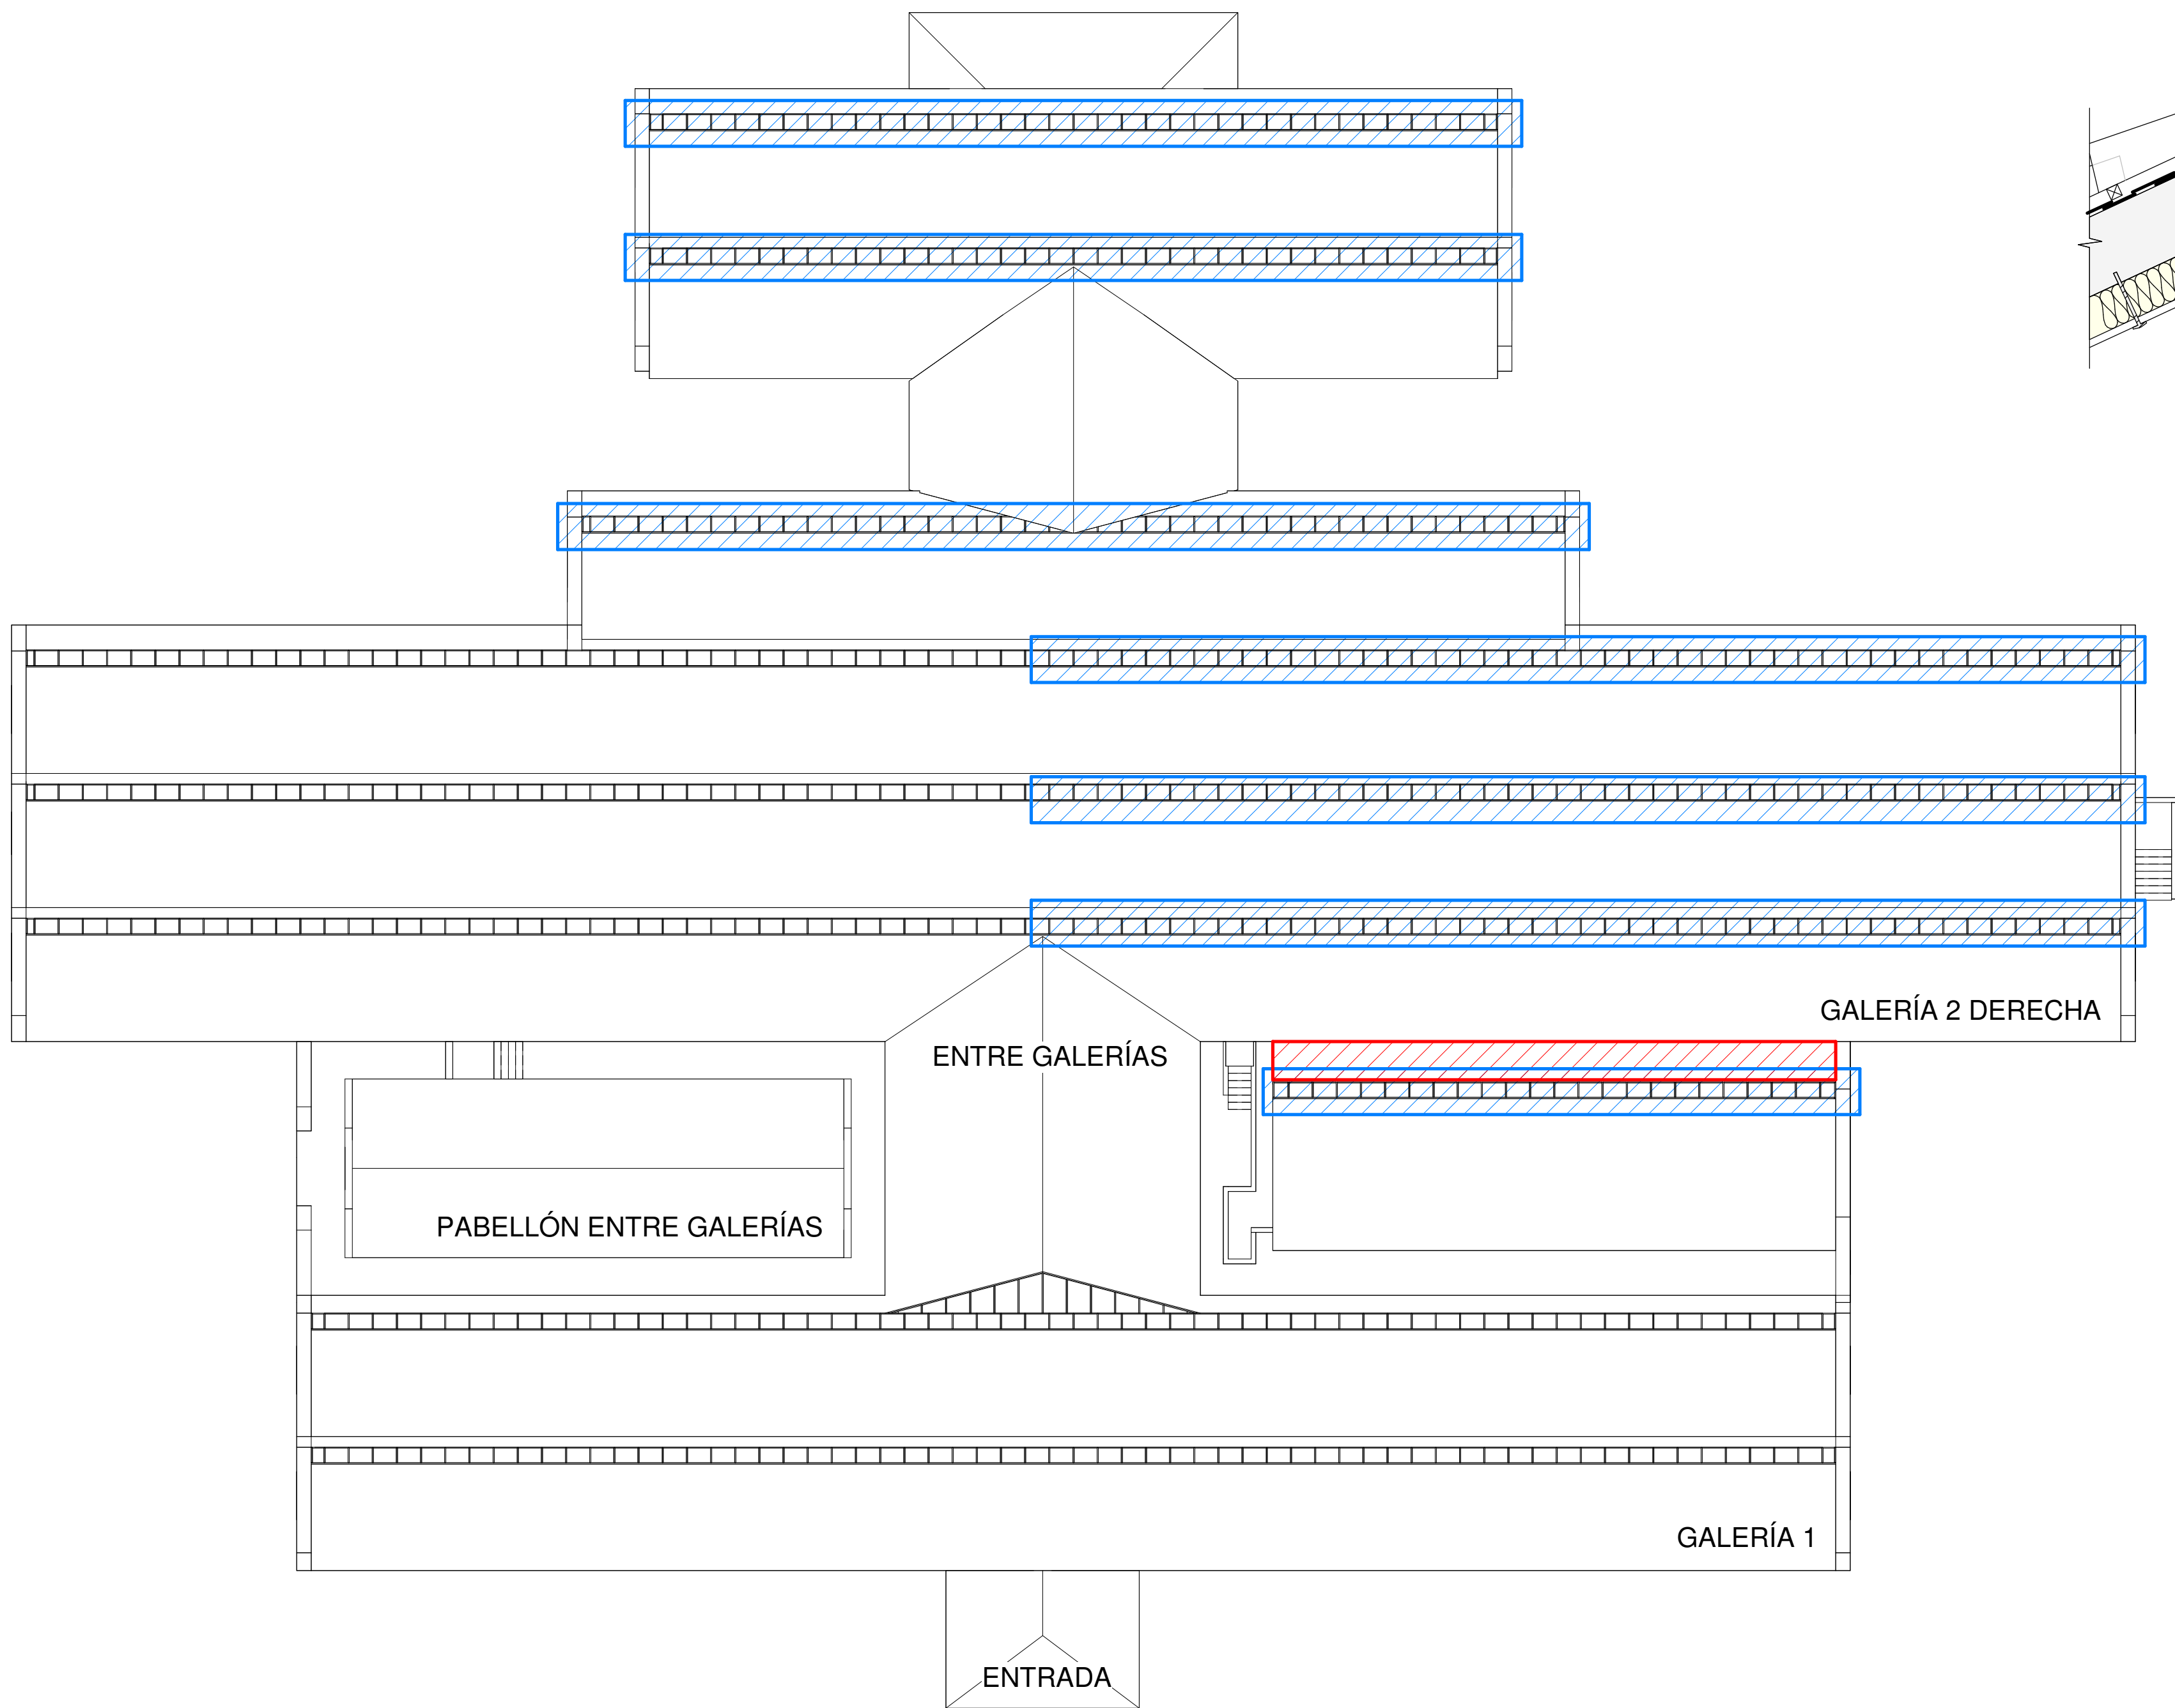 GALERÍA 2 DERECHA
ENTRE GALERÍAS
PABELLÓN ENTRE GALERÍAS
GALERÍA 1
ENTRADA